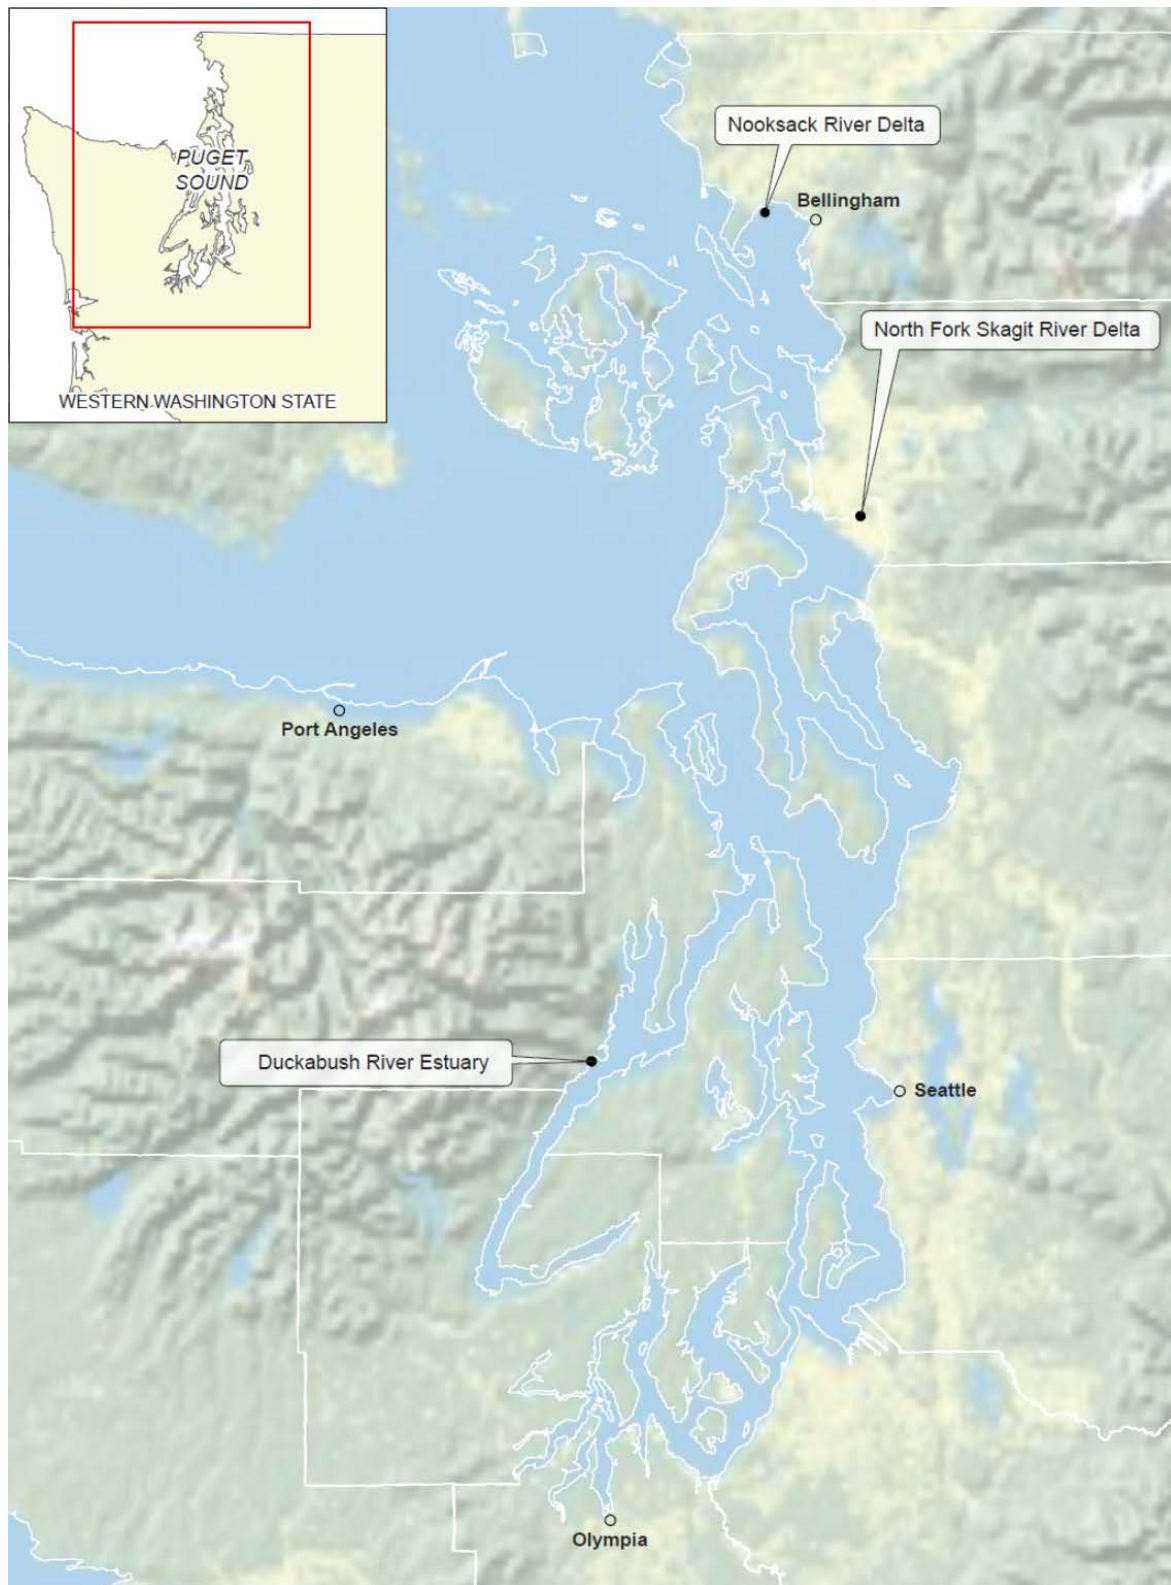 PUGET
SOUND
WESTERN WASHINGTON STATE
Nooksack River Delta
Bellingham
North Fork Skagit River Delta
Port Angeles
Duckabush River Estuary
Seattle
Olympia